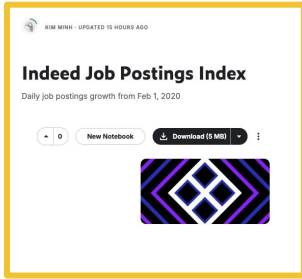 KIM MINH · UPDATED 15 HOURS AGO
Indeed Job Postings Index
Daily job postings growth from Feb 1, 2020
0 New Notebook Download (5 MB)